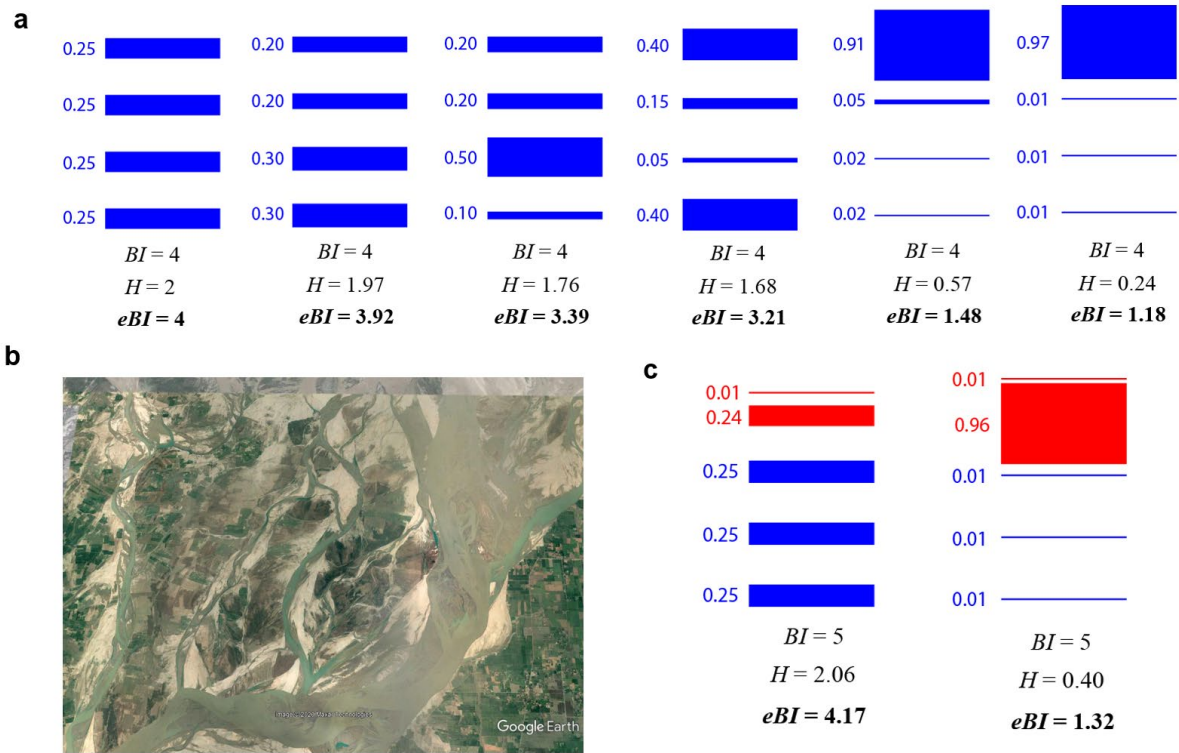 a
0.25
0.25
0.25
0.25
BI = 4
H = 2
eBI = 4
0.20
0.20
0.30
0.30
BI = 4
H = 1.97
eBI = 3.92
0.20
0.20
0.50
0.10
BI = 4
H = 1.76
eBI = 3.39
0.40
0.15
0.05
0.40
BI = 4
H = 1.68
eBI = 3.21
0.91
0.05
0.02
0.02
BI = 4
H = 0.57
eBI = 1.48
0.97
0.01
0.01
0.01
BI = 4
H = 0.24
eBI = 1.18
b
Google Earth
c
0.01
0.24
0.25
0.25
0.25
BI = 5
H = 2.06
eBI = 4.17
0.01
0.96
0.01
0.01
0.01
BI = 5
H = 0.40
eBI = 1.32